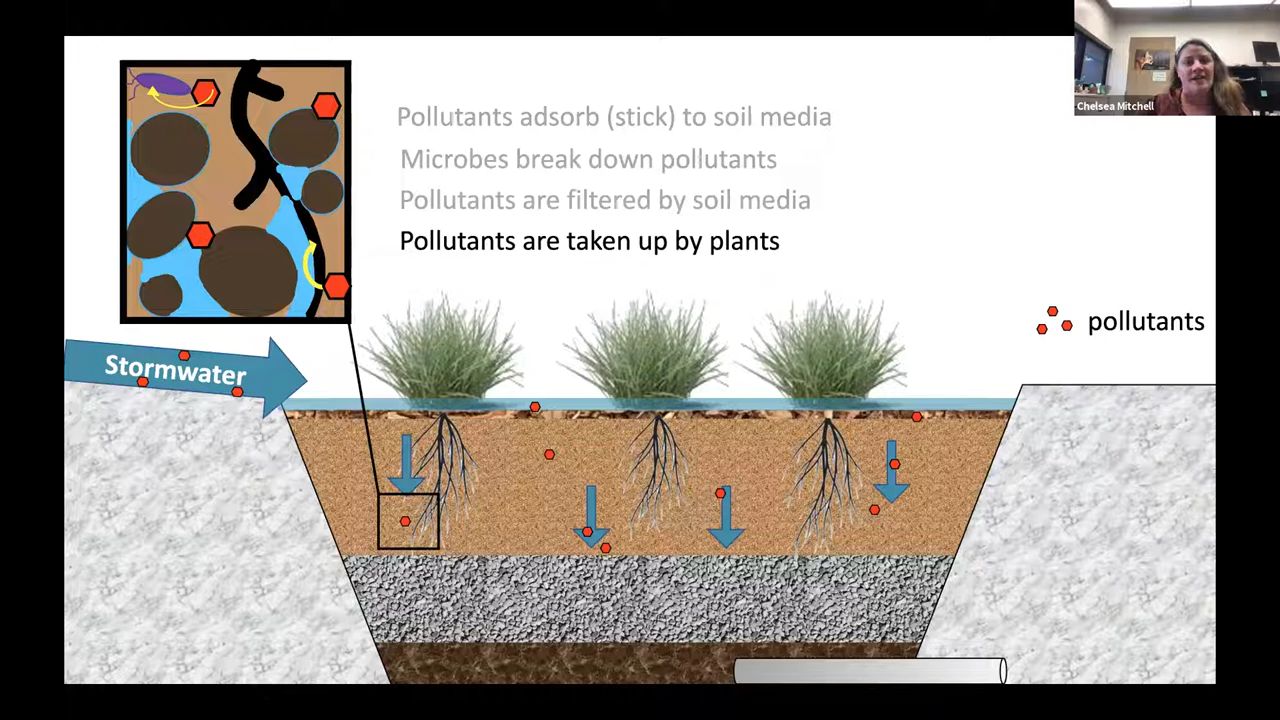 Pollutants adsorb (stick) to soil media
Microbes break down pollutants
Pollutants are filtered by soil media
Pollutants are taken up by plants
Chelsea Mitchell
pollutants
Stormwater